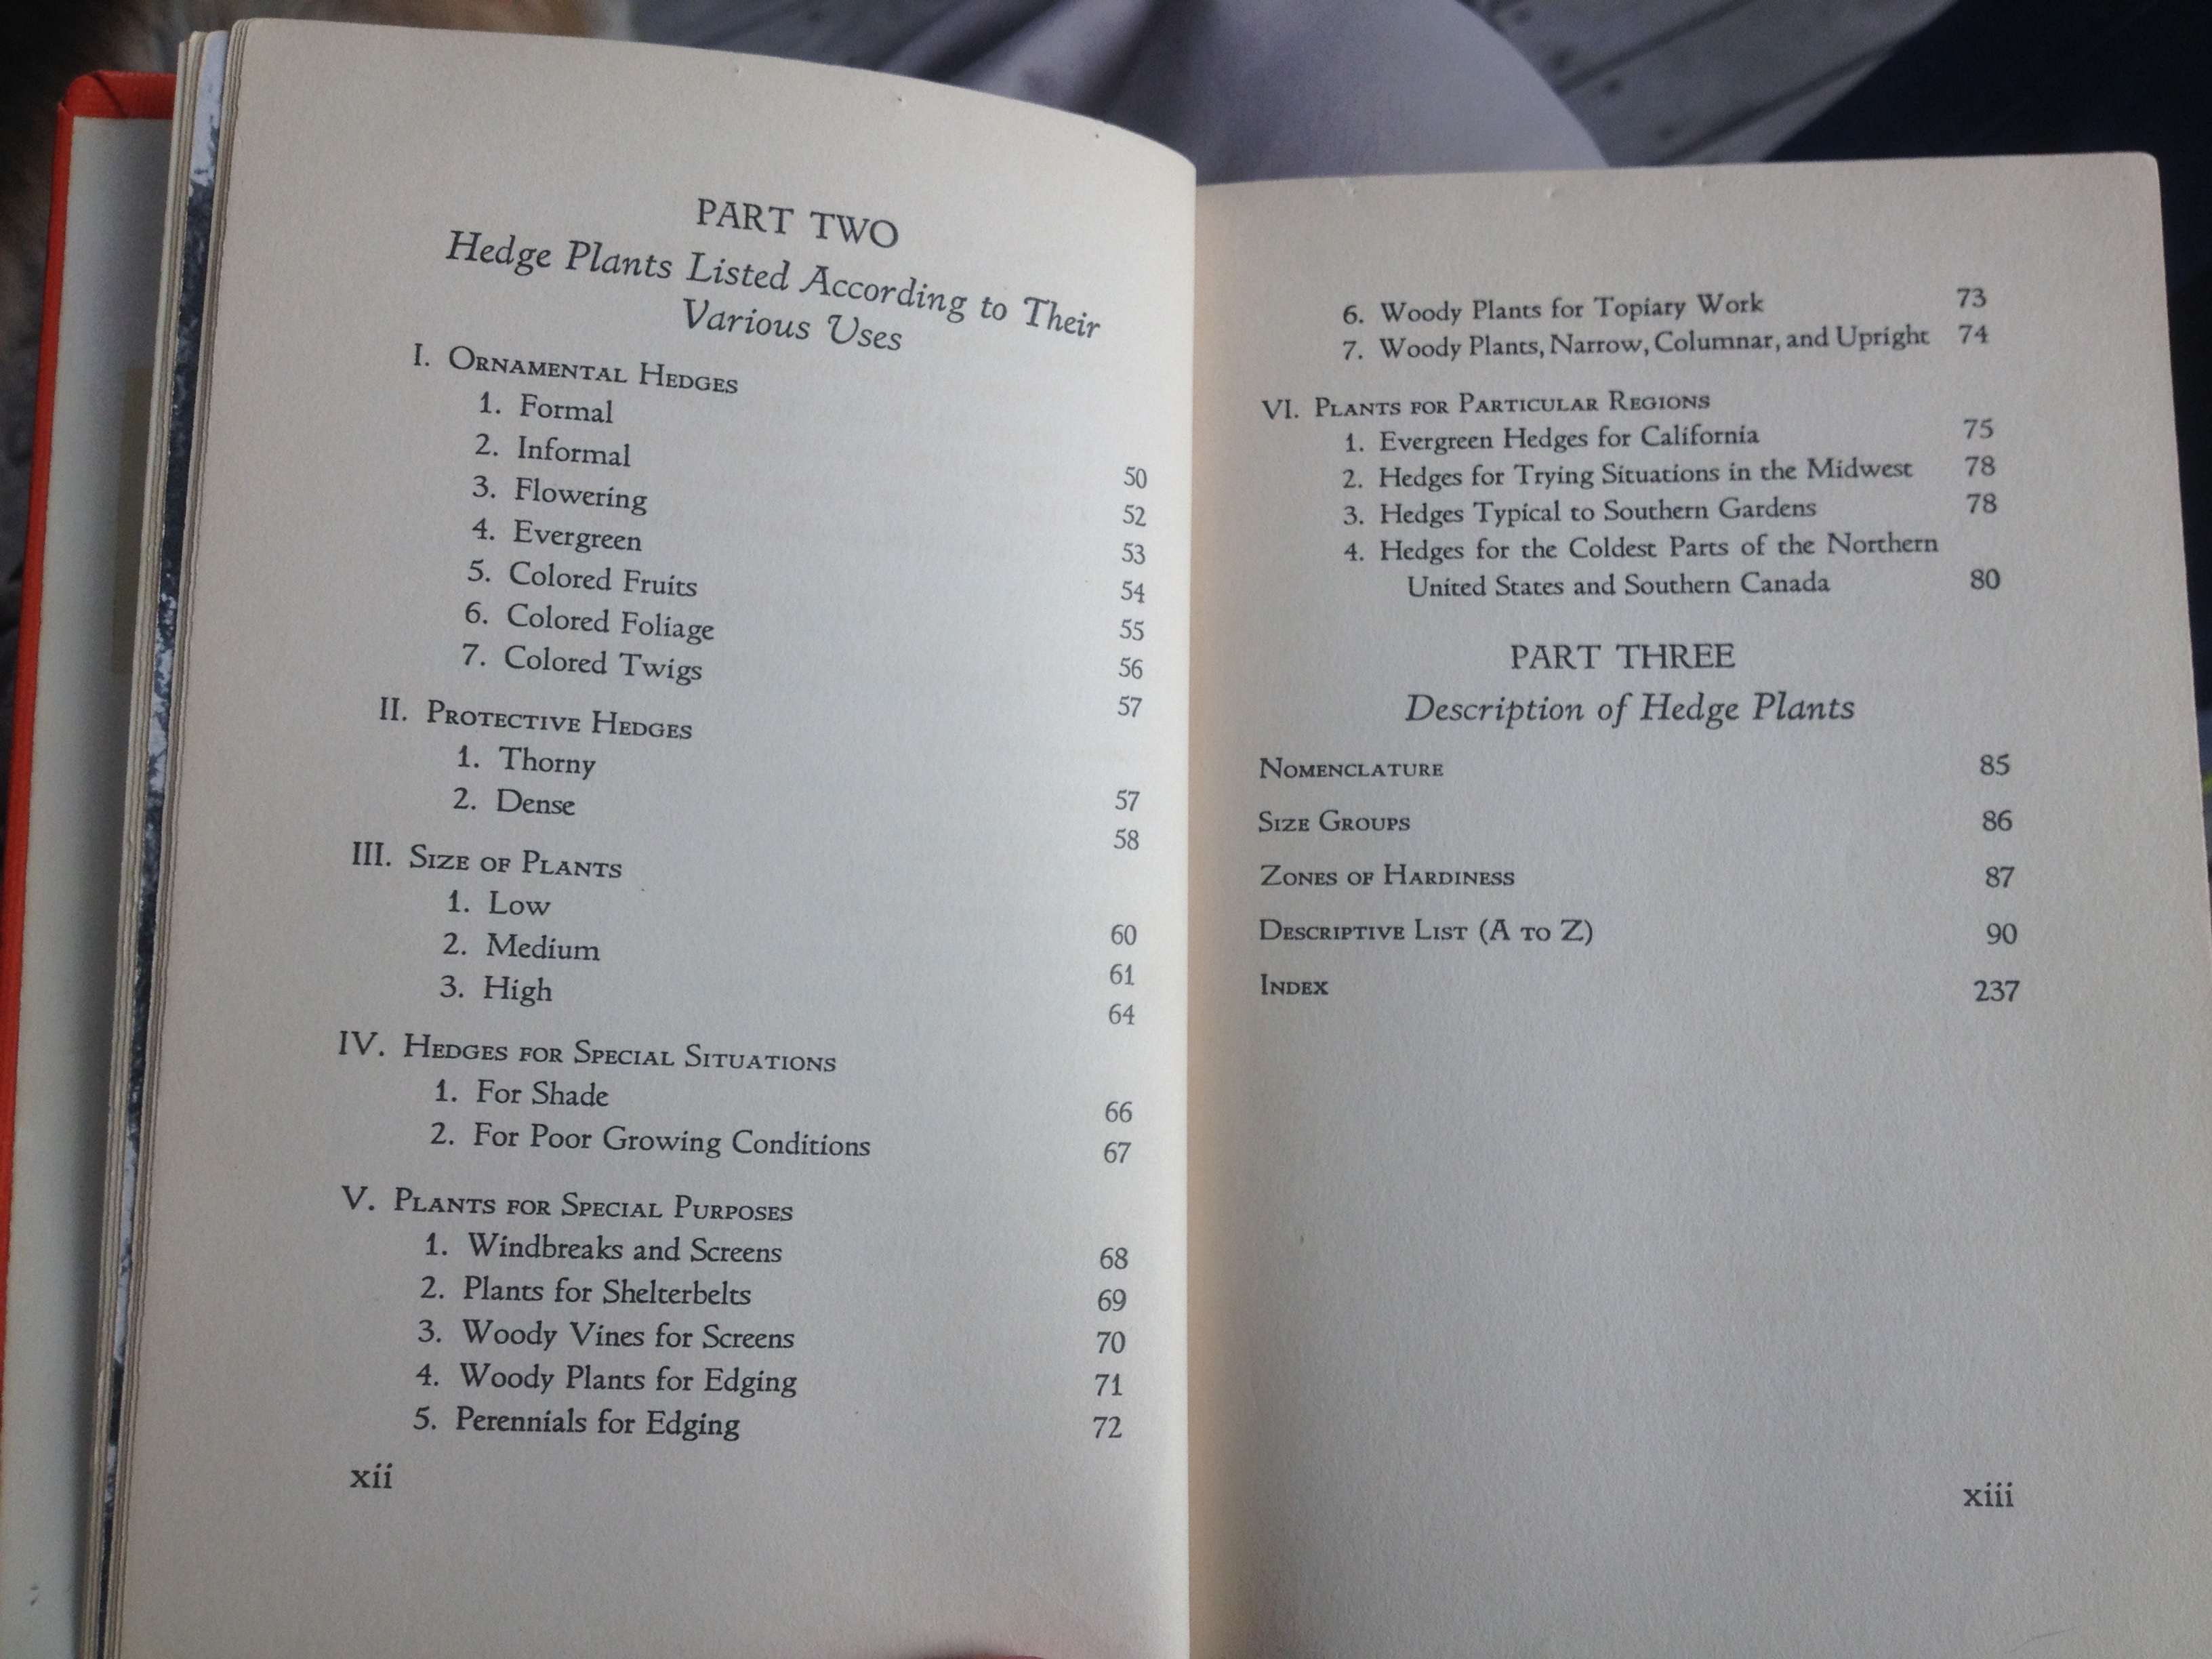 PART TWO
Hedge Plants Listed According to Their
Various Uses
I. ORNAMENTAL HEDGES
1. Formal 50
2. Informal 52
3. Flowering 53
4. Evergreen 54
5. Colored Fruits 55
6. Colored Foliage 56
7. Colored Twigs 57
II. PROTECTIVE HEDGES
1. Thorny 57
2. Dense 58
III. SIZE OF PLANTS
1. Low 60
2. Medium 61
3. High 64
IV. HEDGES FOR SPECIAL SITUATIONS
1. For Shade 66
2. For Poor Growing Conditions 67
V. PLANTS FOR SPECIAL PURPOSES
1. Windbreaks and Screens 68
2. Plants for Shelterbelts 69
3. Woody Vines for Screens 70
4. Woody Plants for Edging 71
5. Perennials for Edging 72
xii
6. Woody Plants for Topiary Work 73
7. Woody Plants, Narrow, Columnar, and Upright 74
VI. PLANTS FOR PARTICULAR REGIONS
1. Evergreen Hedges for California 75
2. Hedges for Trying Situations in the Midwest 78
3. Hedges Typical to Southern Gardens 78
4. Hedges for the Coldest Parts of the Northern
United States and Southern Canada 80
PART THREE
Description of Hedge Plants
NOMENCLATURE 85
SIZE GROUPS 86
ZONES OF HARDINESS 87
DESCRIPTIVE LIST (A TO Z) 90
INDEX 237
xiii